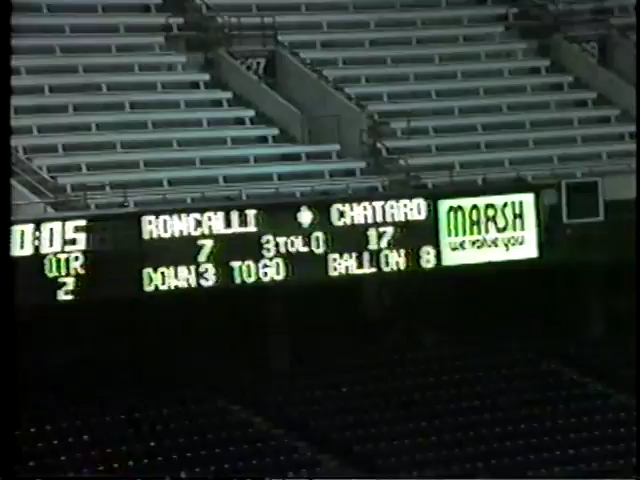 0:05
QTR
2
RONCALLI
CHATARD
7
3 TOL 0
17
DOWN 3 TO GO
BALL ON 8
MARSH
we value you